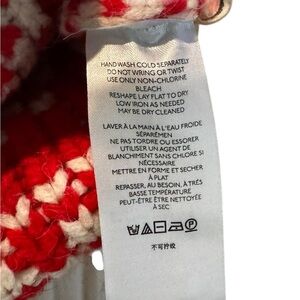 HAND WASH COLD SEPARATELY
DO NOT WRING OR TWIST
USE ONLY NON-CHLORINE
BLEACH
RESHAPE LAY FLAT TO DRY
LOW IRON AS NEEDED
MAY BE DRY CLEANED
LAVER À LA MAIN À L'EAU FROIDE
SÉPARÉMEN
NE PAS TORDRE OU ESSORER
UTILISER UN AGENT DE
BLANCHIMENT SANS CHLORE SI
NÉCESSAIRE
METTRE EN FORME ET SECHER
À PLAT
REPASSER, AU BESOIN, À TRÈS
BASSE TEMPÉRATURE
PEUT-ÊTRE ÊTRE NETTOYÉE
À SEC
不可拧绞